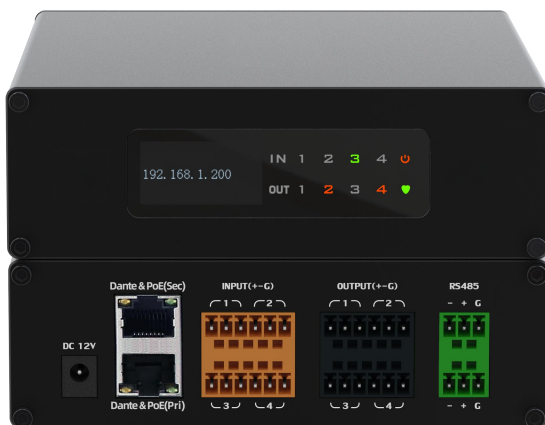 192.168.1.200
IN 1 2 3 4
OUT 1 2 3 4
Dante & PoE(Sec)
INPUT(+-G)
OUTPUT(+-G)
RS485
1 2
1 2
- + G
DC 12V
3 4
3 4
- + G
Dante & PoE(Pri)